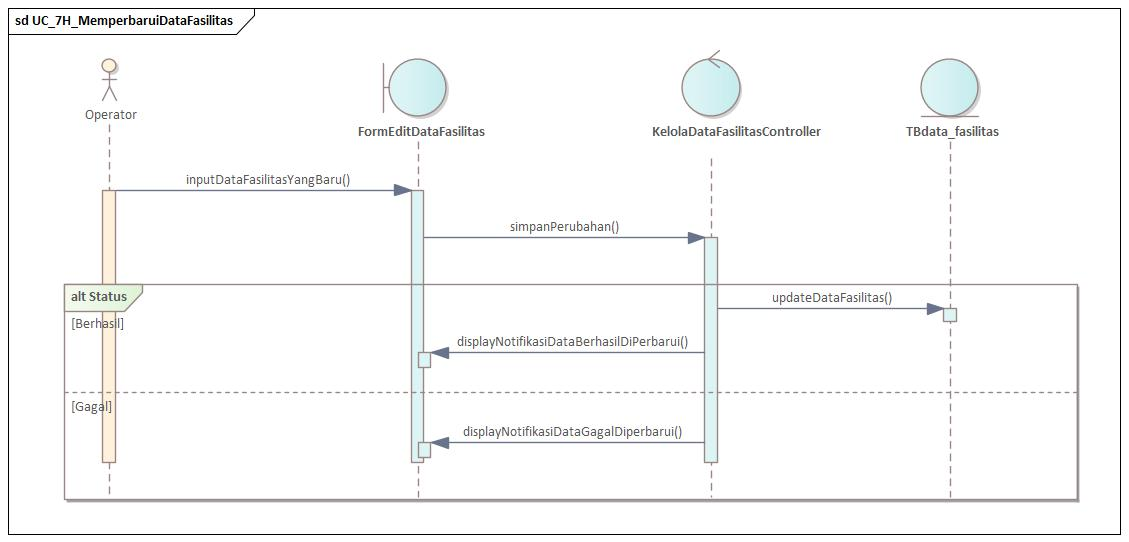 sd UC_7H_MemperbaruiDataFasilitas
Operator
FormEditDataFasilitas
KelolaDataFasilitasController
TBdata_fasilitas
inputDataFasilitasYangBaru()
simpanPerubahan()
alt Status
[Berhasil]
updateDataFasilitas()
displayNotifikasiDataBerhasilDiPerbarui()
[Gagal]
displayNotifikasiDataGagalDiperbarui()